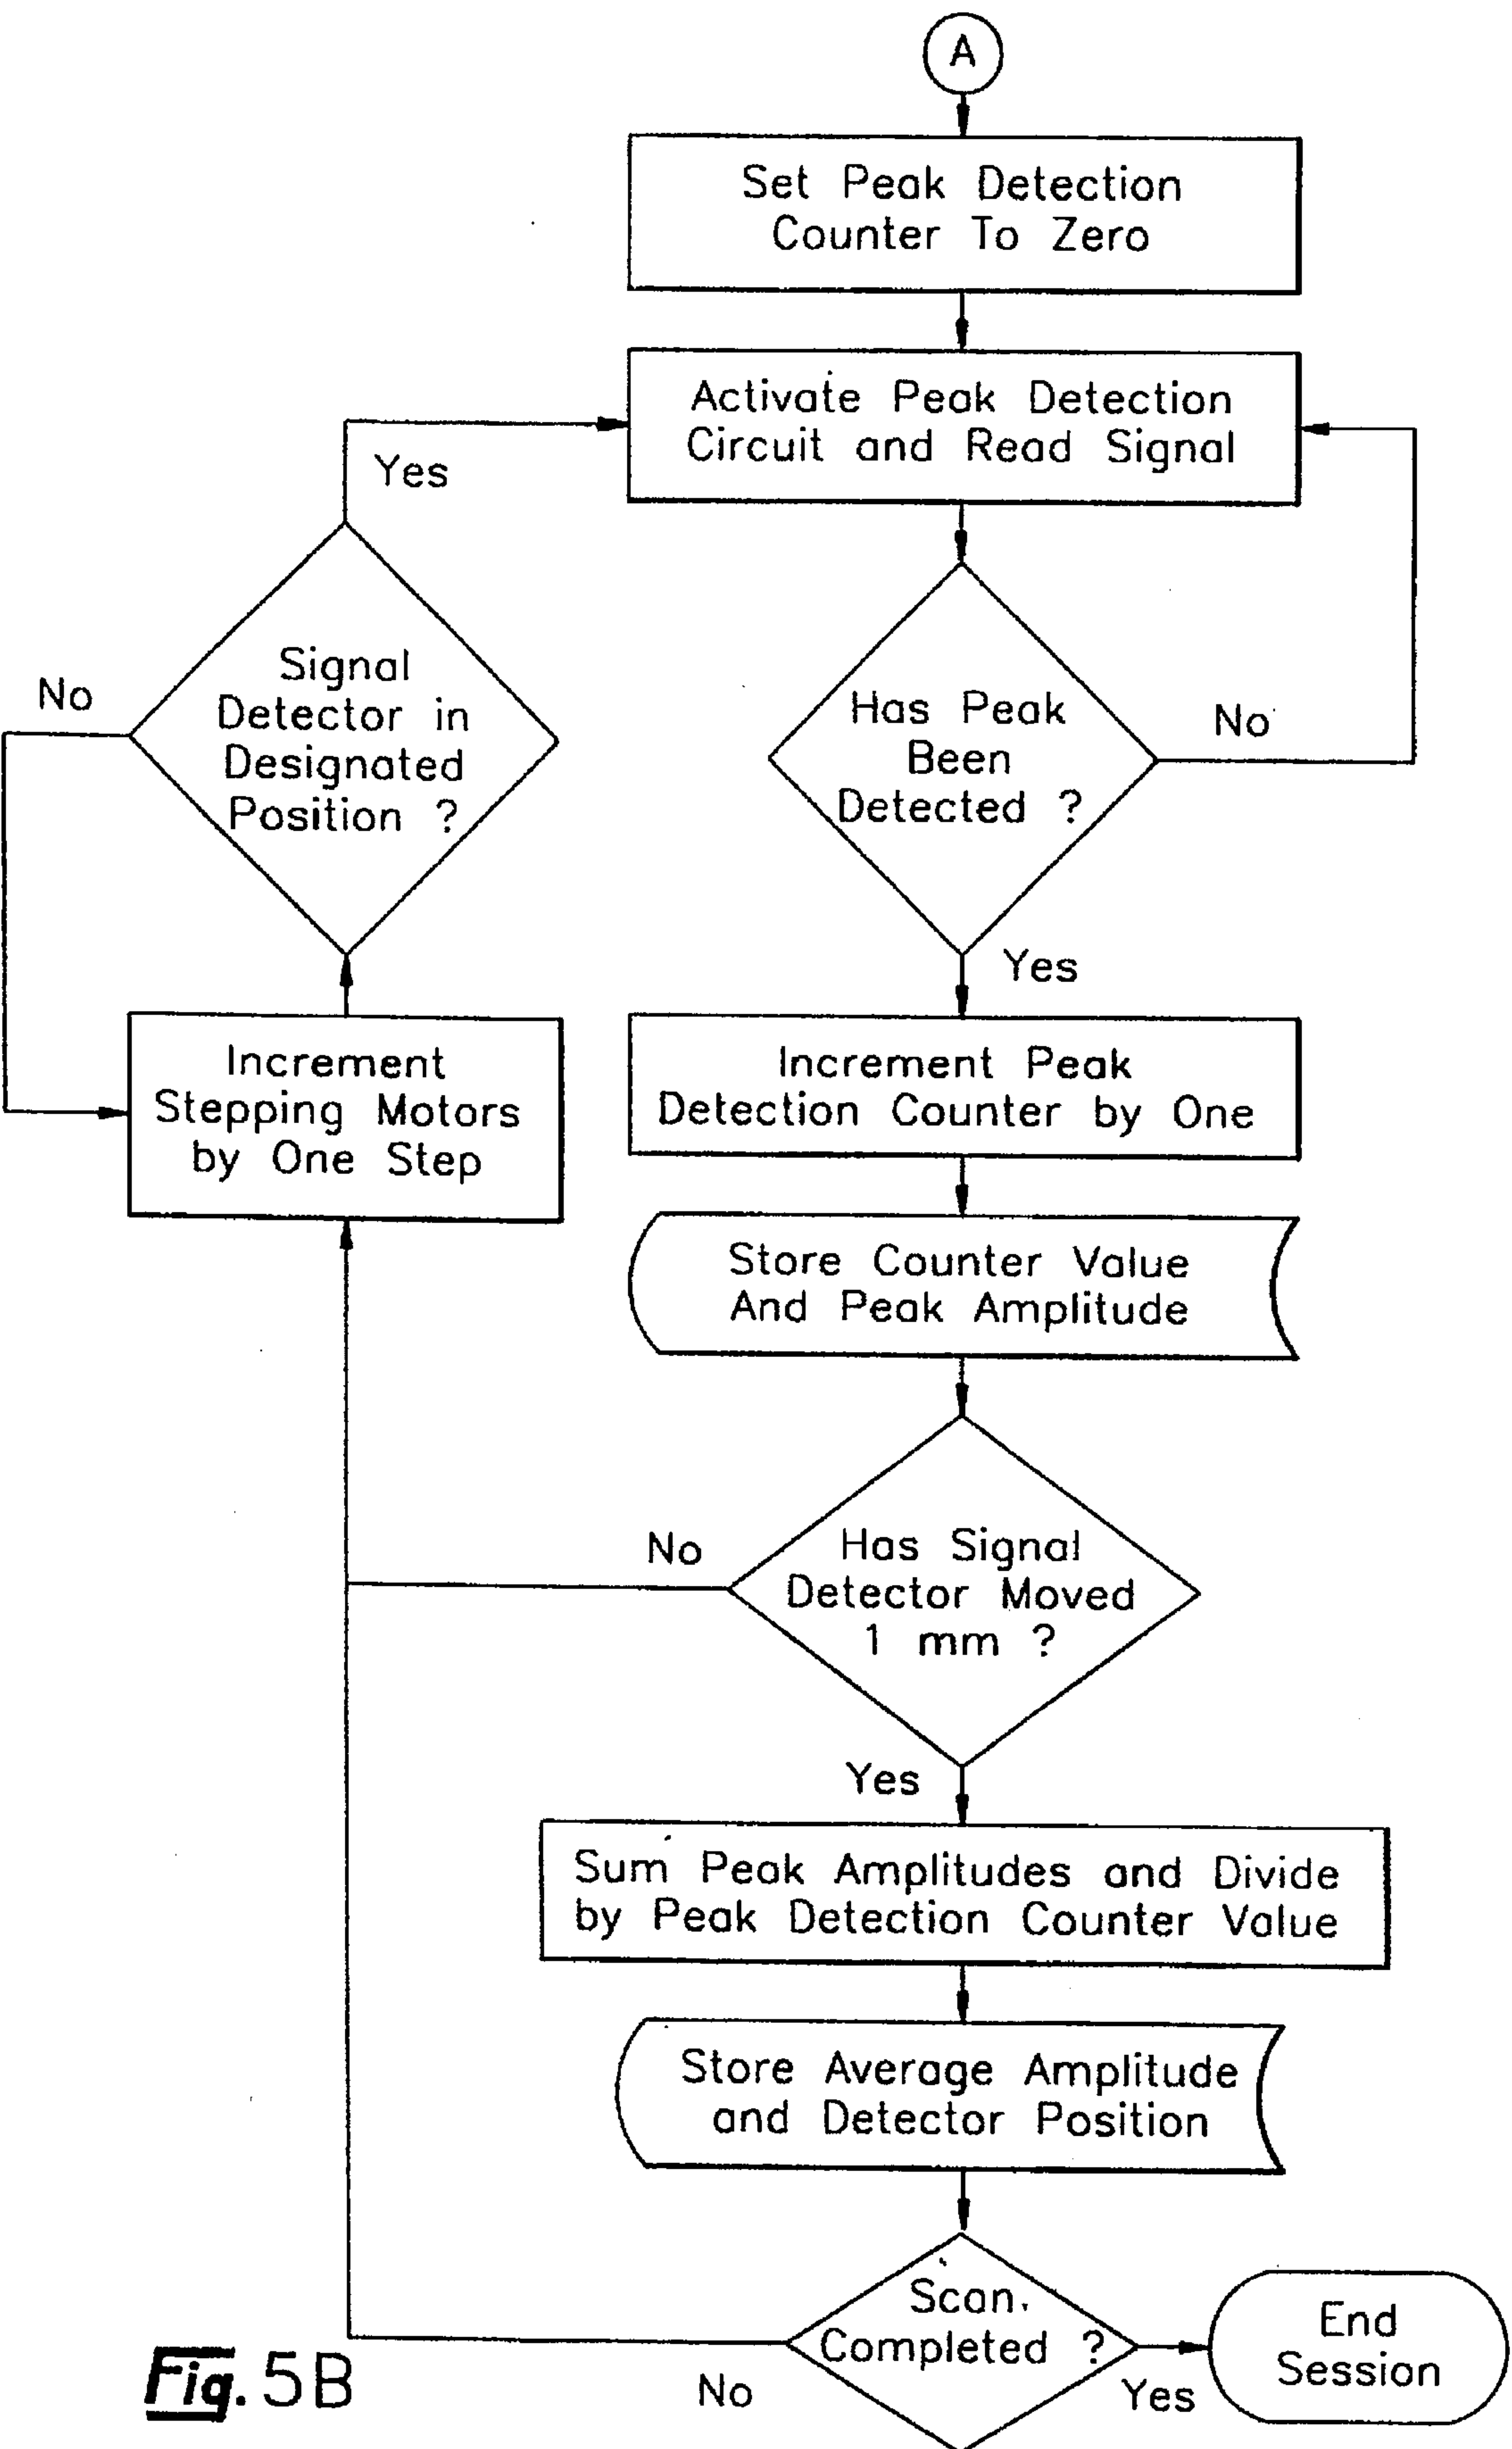 A
Set Peak Detection
Counter To Zero
Activate Peak Detection
Circuit and Read Signal
Yes
Signal
Detector in
Designated
Position ?
No
Has Peak
Been
Detected ?
No
Yes
Increment
Stepping Motors
by One Step
Increment Peak
Detection Counter by One
Store Counter Value
And Peak Amplitude
Has Signal
Detector Moved
1 mm ?
No
Yes
Sum Peak Amplitudes and Divide
by Peak Detection Counter Value
Store Average Amplitude
and Detector Position
Scan
Completed ?
No
Yes
End
Session
Fig. 5B